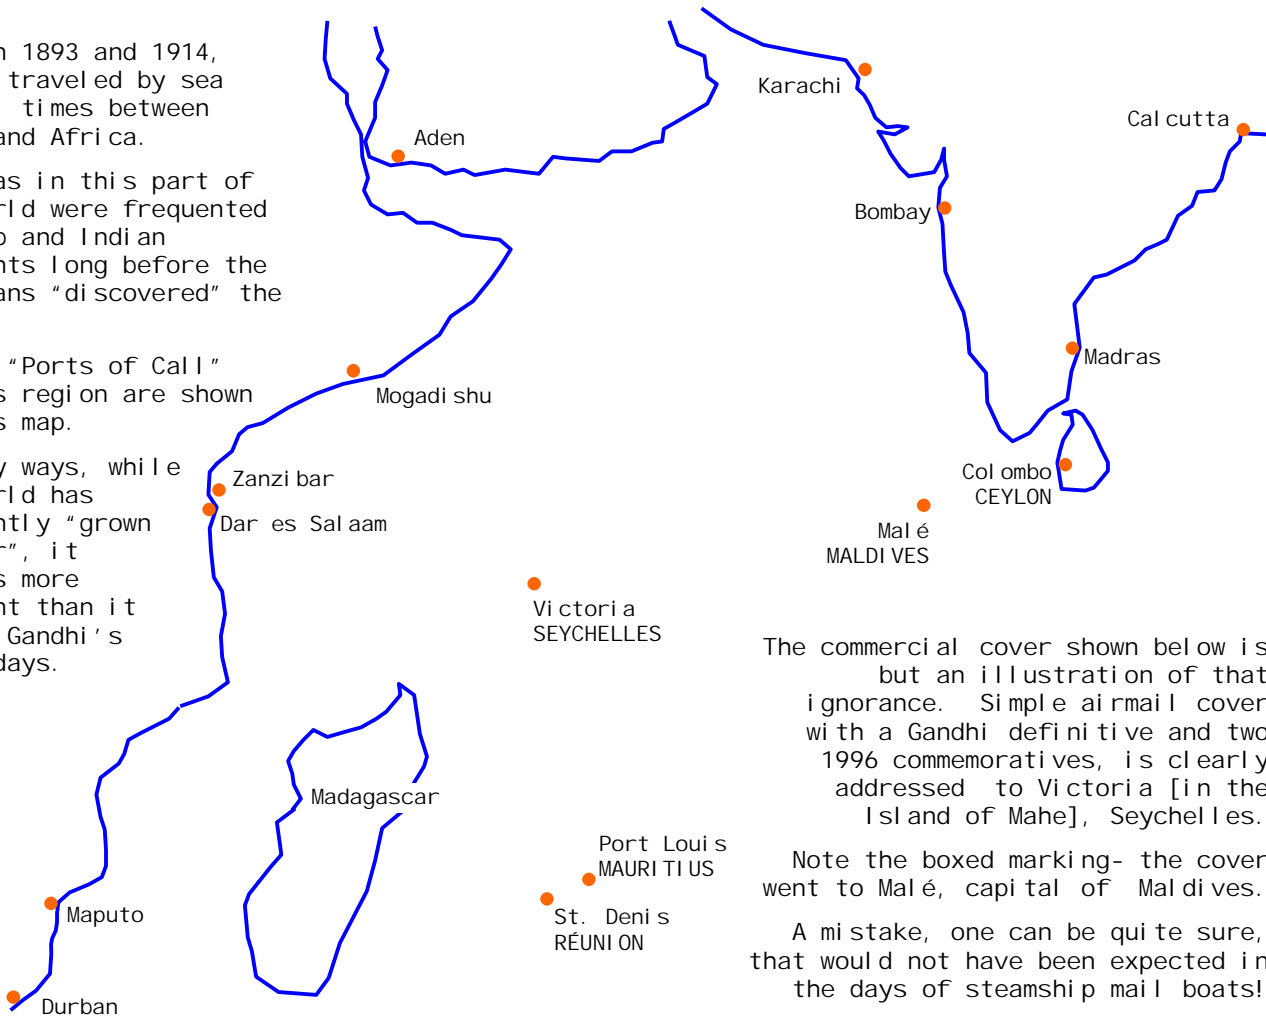 n 1893 and 1914,
traveled by sea
times between
and Africa.
as in this part of
rld were frequented
o and Indian
nts long before the
ans “discovered” the
“Ports of Call”
s region are shown
s map.
y ways, while
rld has
ntly “grown
r”, it
s more
nt than it
Gandhi’s
days.
Karachi
Calcutta
Aden
Bombay
Madras
Mogadishu
Colombo
CEYLON
Zanzibar
Dar es Salaam
Malé
MALDIVES
Victoria
SEYCHELLES
Madagascar
Port Louis
MAURITIUS
St. Denis
RÉUNION
Maputo
Durban
The commercial cover shown below is
but an illustration of that
ignorance. Simple airmail cover
with a Gandhi definitive and two
1996 commemoratives, is clearly
addressed to Victoria [in the
Island of Mahe], Seychelles.
Note the boxed marking- the cover
went to Malé, capital of Maldives.
A mistake, one can be quite sure,
that would not have been expected in
the days of steamship mail boats!